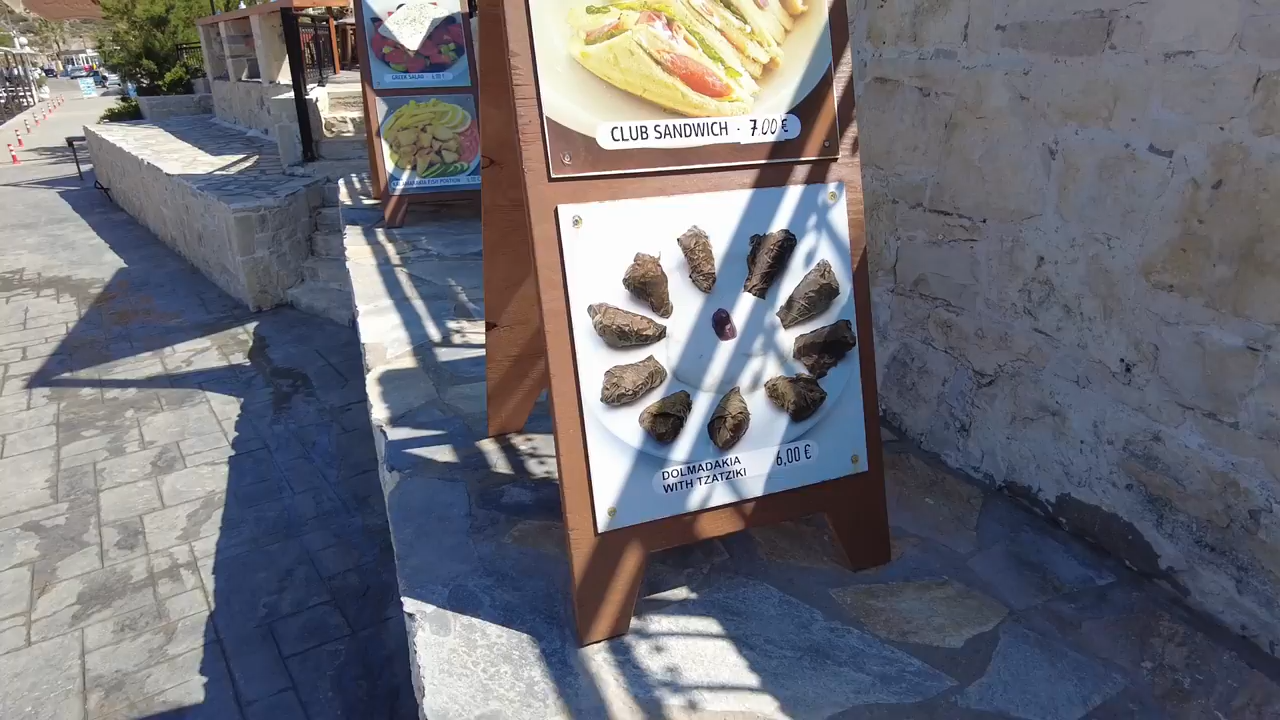 GREEK SALAD
CLUB SANDWICH · 7.00 €
DOLMADAKIA
WITH TZATZIKI
6,00 €